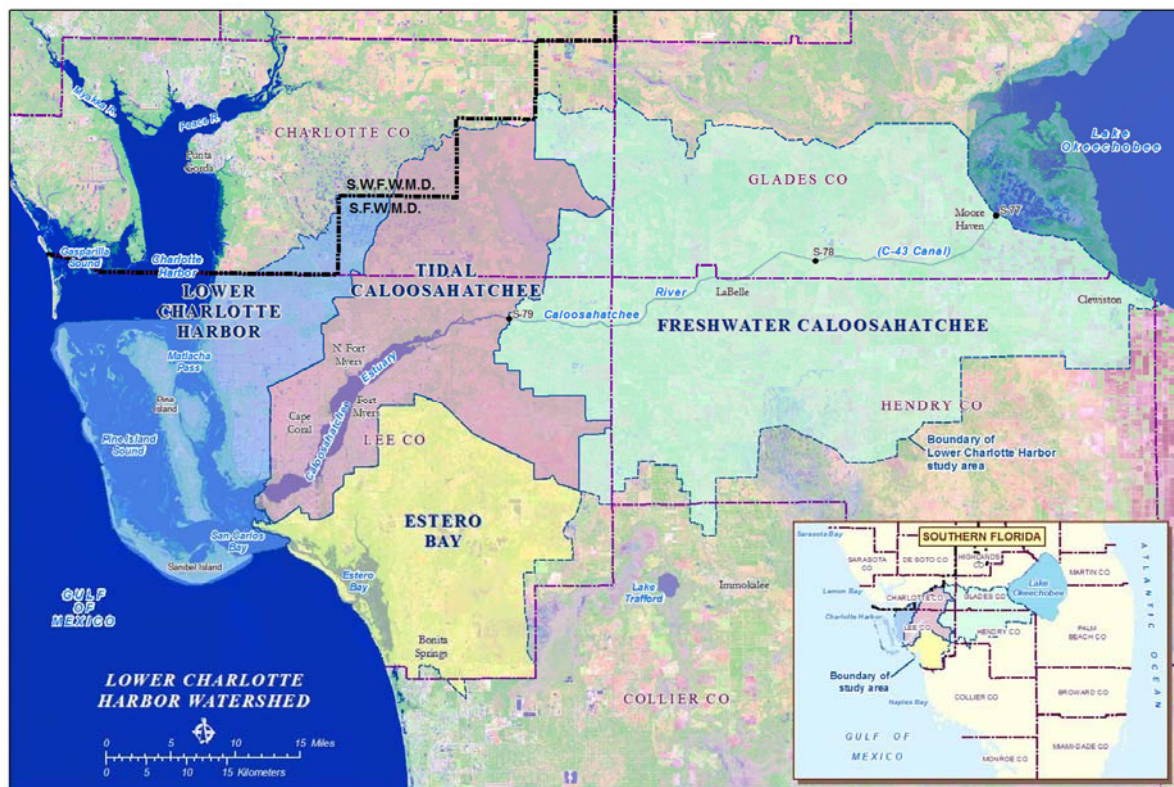 Myakka R.
Peace R.
CHARLOTTE CO
Punta
Gorda
S.W.F.W.M.D.
S.F.W.M.D.
GLADES CO
Lake
Okeechobee
Moore
Haven
S-77
S-78
(C-43 Canal)
Gasparilla
Sound
Charlotte
Harbor
LOWER
CHARLOTTE
HARBOR
TIDAL
CALOOSAHATCHEE
S-79
Caloosahatchee
River
LaBelle
Clewiston
FRESHWATER CALOOSAHATCHEE
Matlacha
Pass
Pine
Island
Pine Island
Sound
N' Fort
Myers
Fort
Myers
Cape
Coral
LEE CO
Caloosahatchee
Estuary
HENDRY CO
Boundary of
Lower Charlotte Harbor
study area
San Carlos
Bay
Sanibel Island
ESTERO
BAY
Estero
Bay
GULF
OF
MEXICO
Lake
Trafford
Immokalee
Bonita
Springs
COLLIER CO
LOWER CHARLOTTE
HARBOR WATERSHED
0 5 10 15 Miles
0 5 10 15 Kilometers
SOUTHERN FLORIDA
Sarasota Bay
SARASOTA
CO
DE SOTO CO
HIGHLANDS
CO
MARTIN CO
Lemon Bay
CHARLOTTE CO
GLADES CO
Lake
Okeechobee
Charlotte Harbor
LEE CO
HENDRY CO
PALM
BEACH CO
Boundary of
study area
COLLIER CO
BROWARD CO
Naples Bay
GULF OF
MEXICO
MIAMI-DADE CO
MONROE CO
ATLANTIC OCEAN